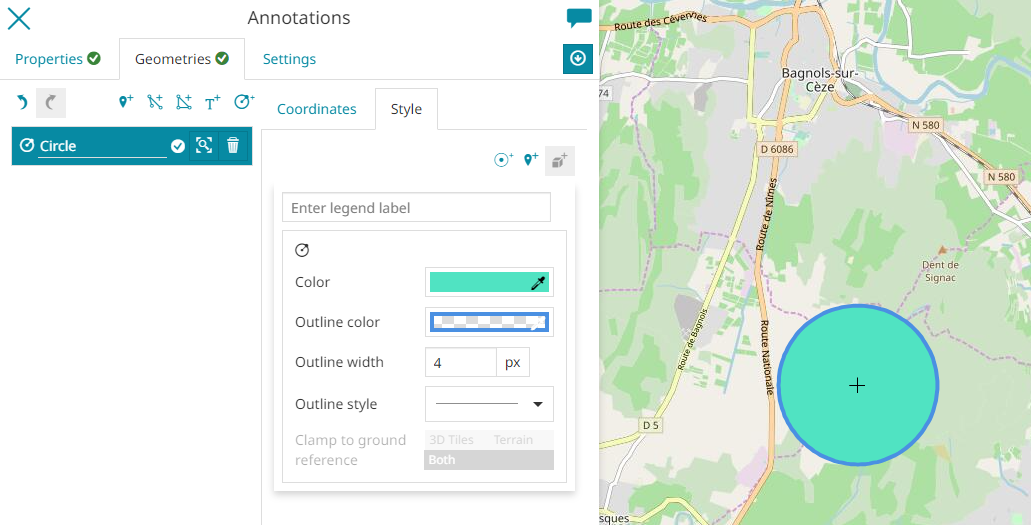 Annotations
Properties
Geometries
Settings
T
Coordinates
Style
Circle
Enter legend label
Color
Outline color
Outline width
4
px
Outline style
Clamp to ground
reference
3D Tiles
Terrain
Both
Route des Cévennes
Bagnols-sur-
Cèze
74
N 580
D 6086
N 580
Route de Nîmes
Dent de
Signac
Route de Bagnols
Route Nationale
D 5
sques